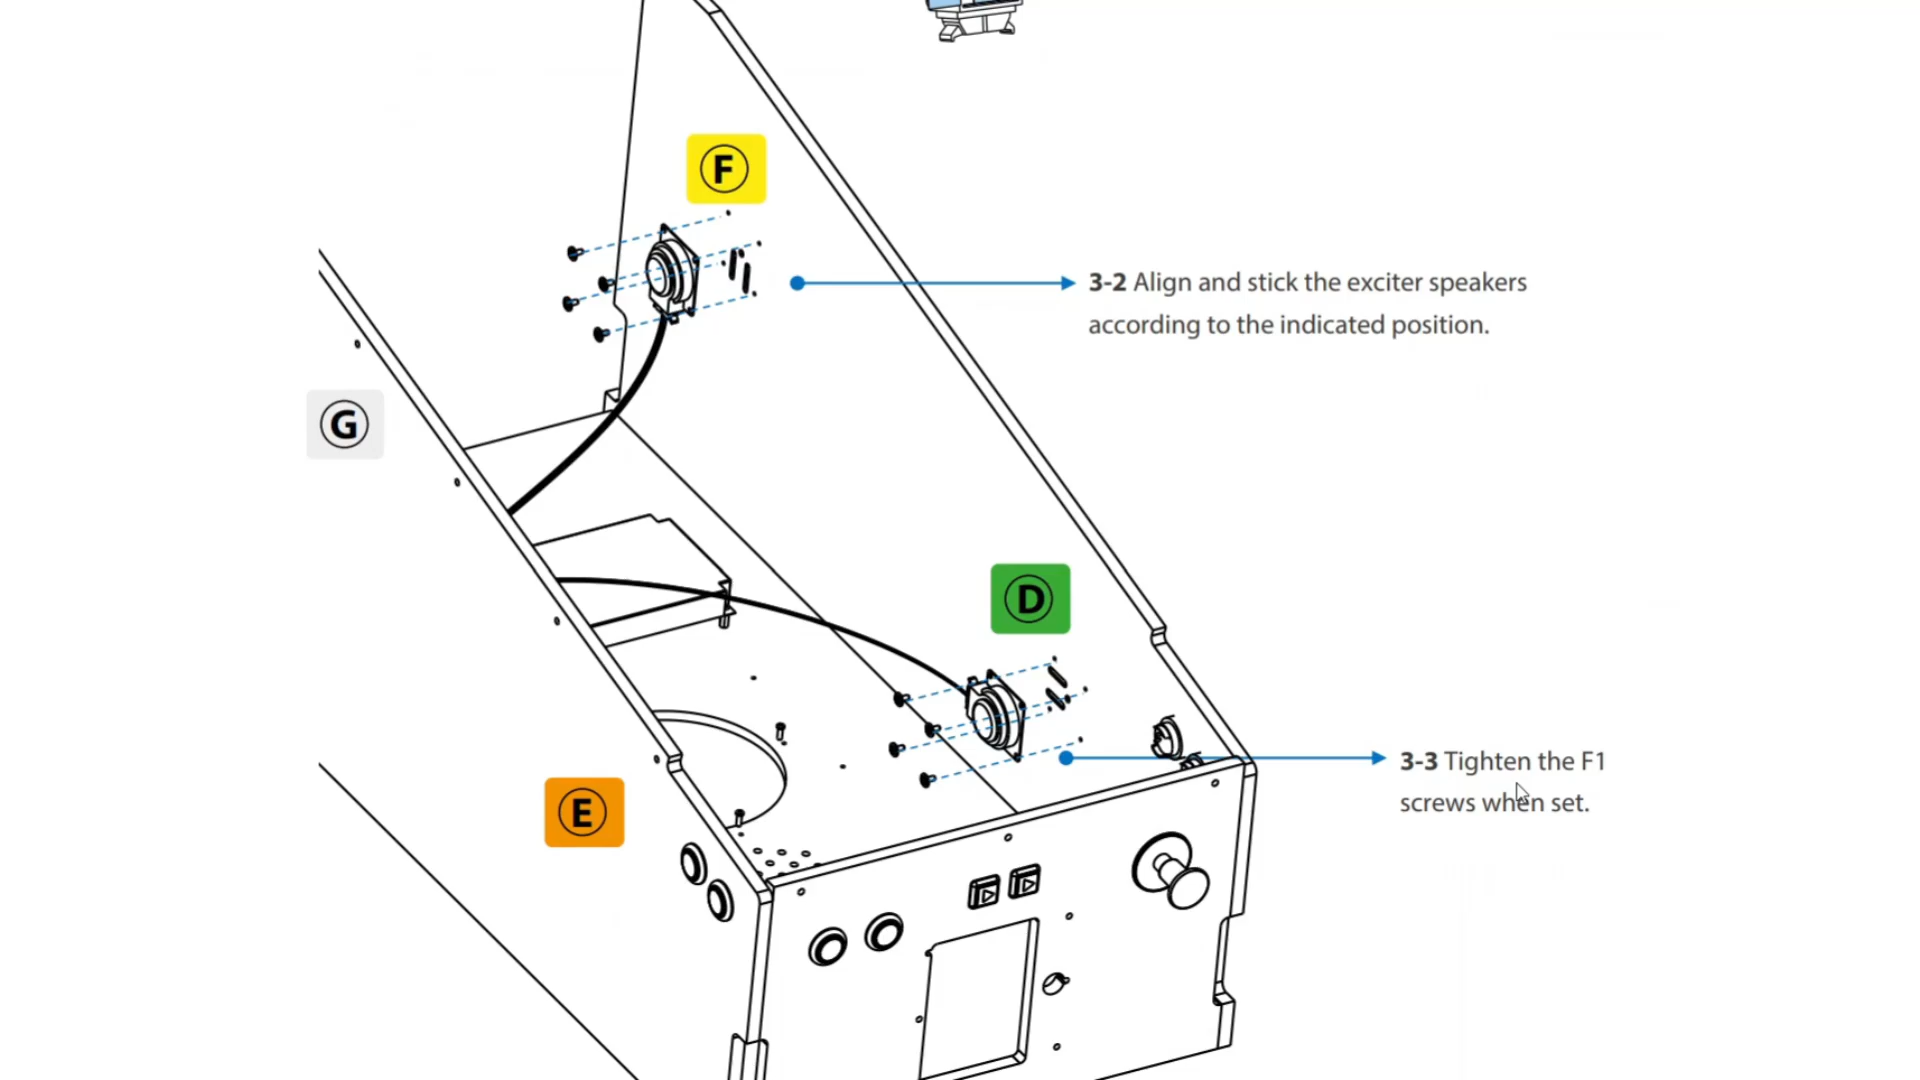 F
3-2 Align and stick the exciter speakers
according to the indicated position.
G
D
3-3 Tighten the F1
screws when set.
E